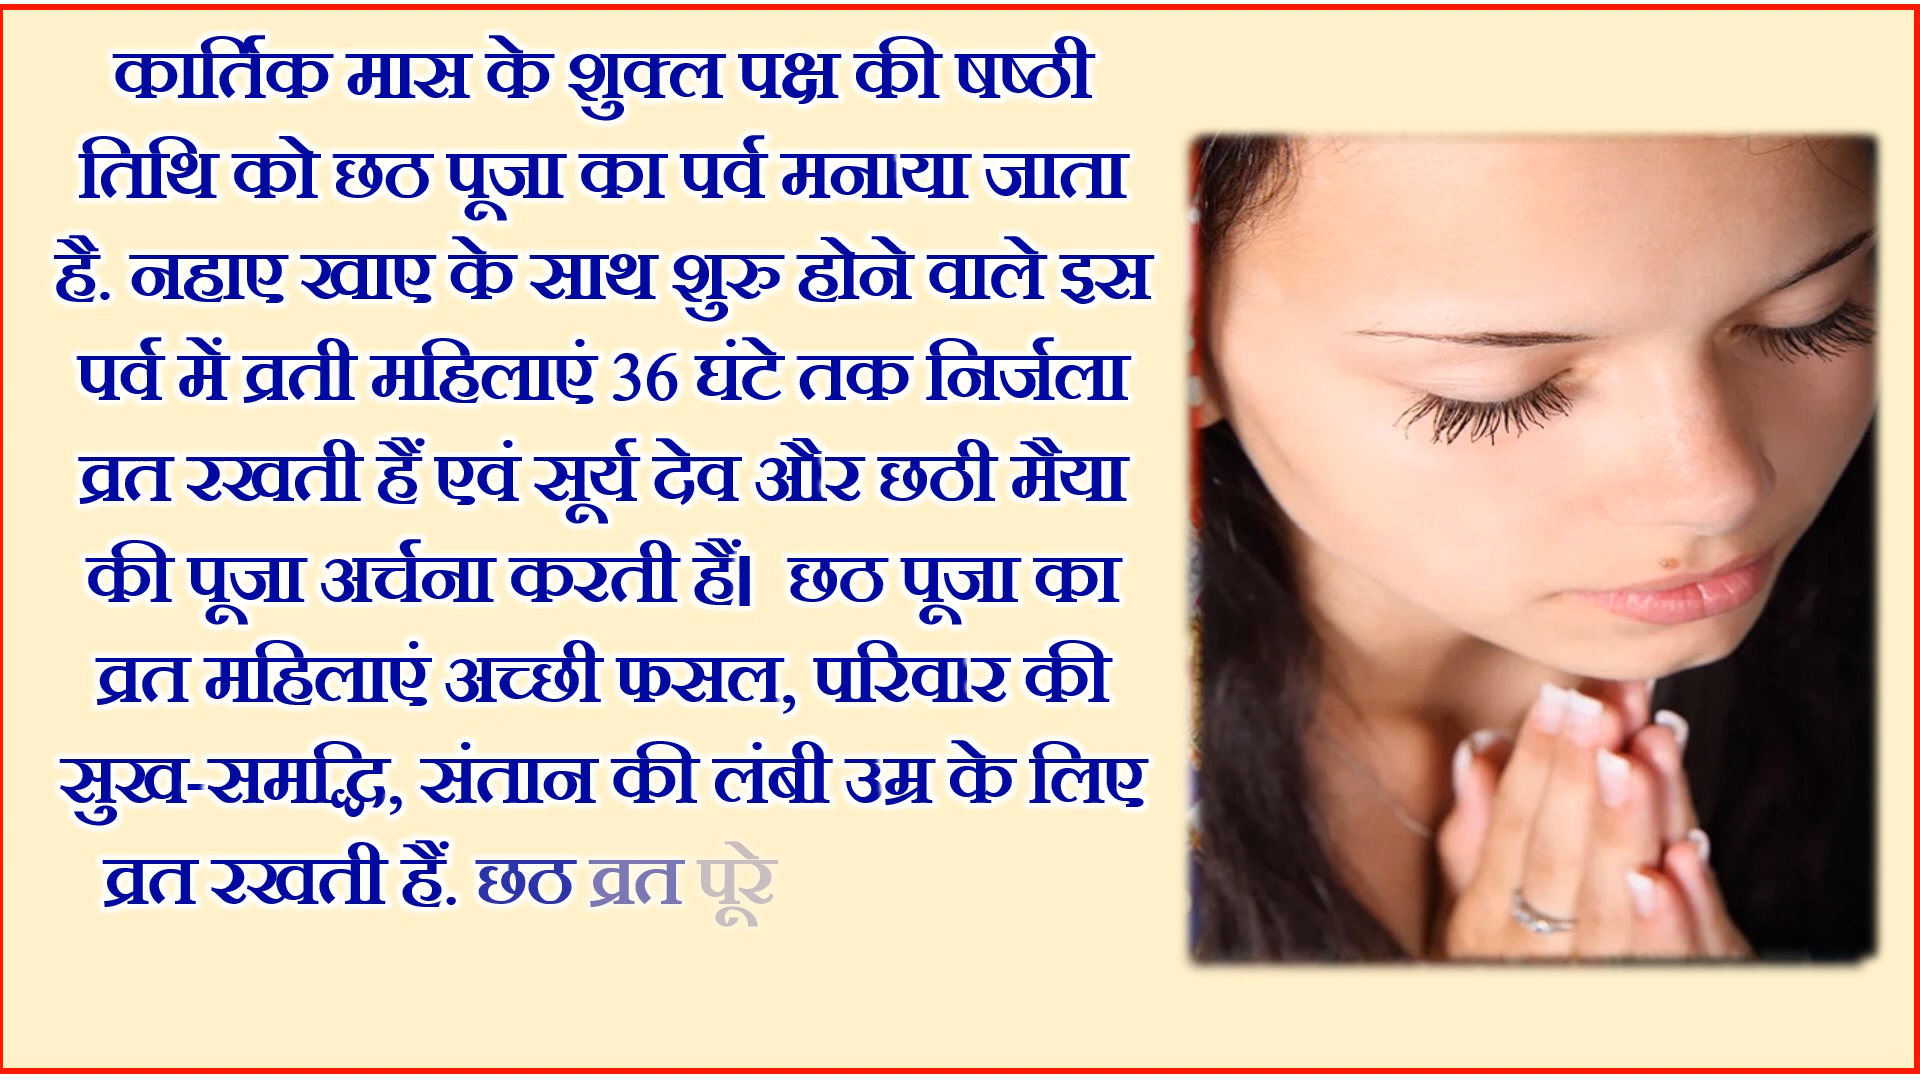 कार्तिक मास के शुक्ल पक्ष की षष्ठी
तिथि को छठ पूजा का पर्व मनाया जाता
है. नहाए खाए के साथ शुरु होने वाले इस
पर्व में व्रती महिलाएं 36 घंटे तक निर्जला
व्रत रखती हैं एवं सूर्य देव और छठी मैया
की पूजा अर्चना करती हैं। छठ पूजा का
व्रत महिलाएं अच्छी फसल, परिवार की
सुख-समद्धि, संतान की लंबी उम्र के लिए
व्रत रखती हैं. छठ व्रत पूरे